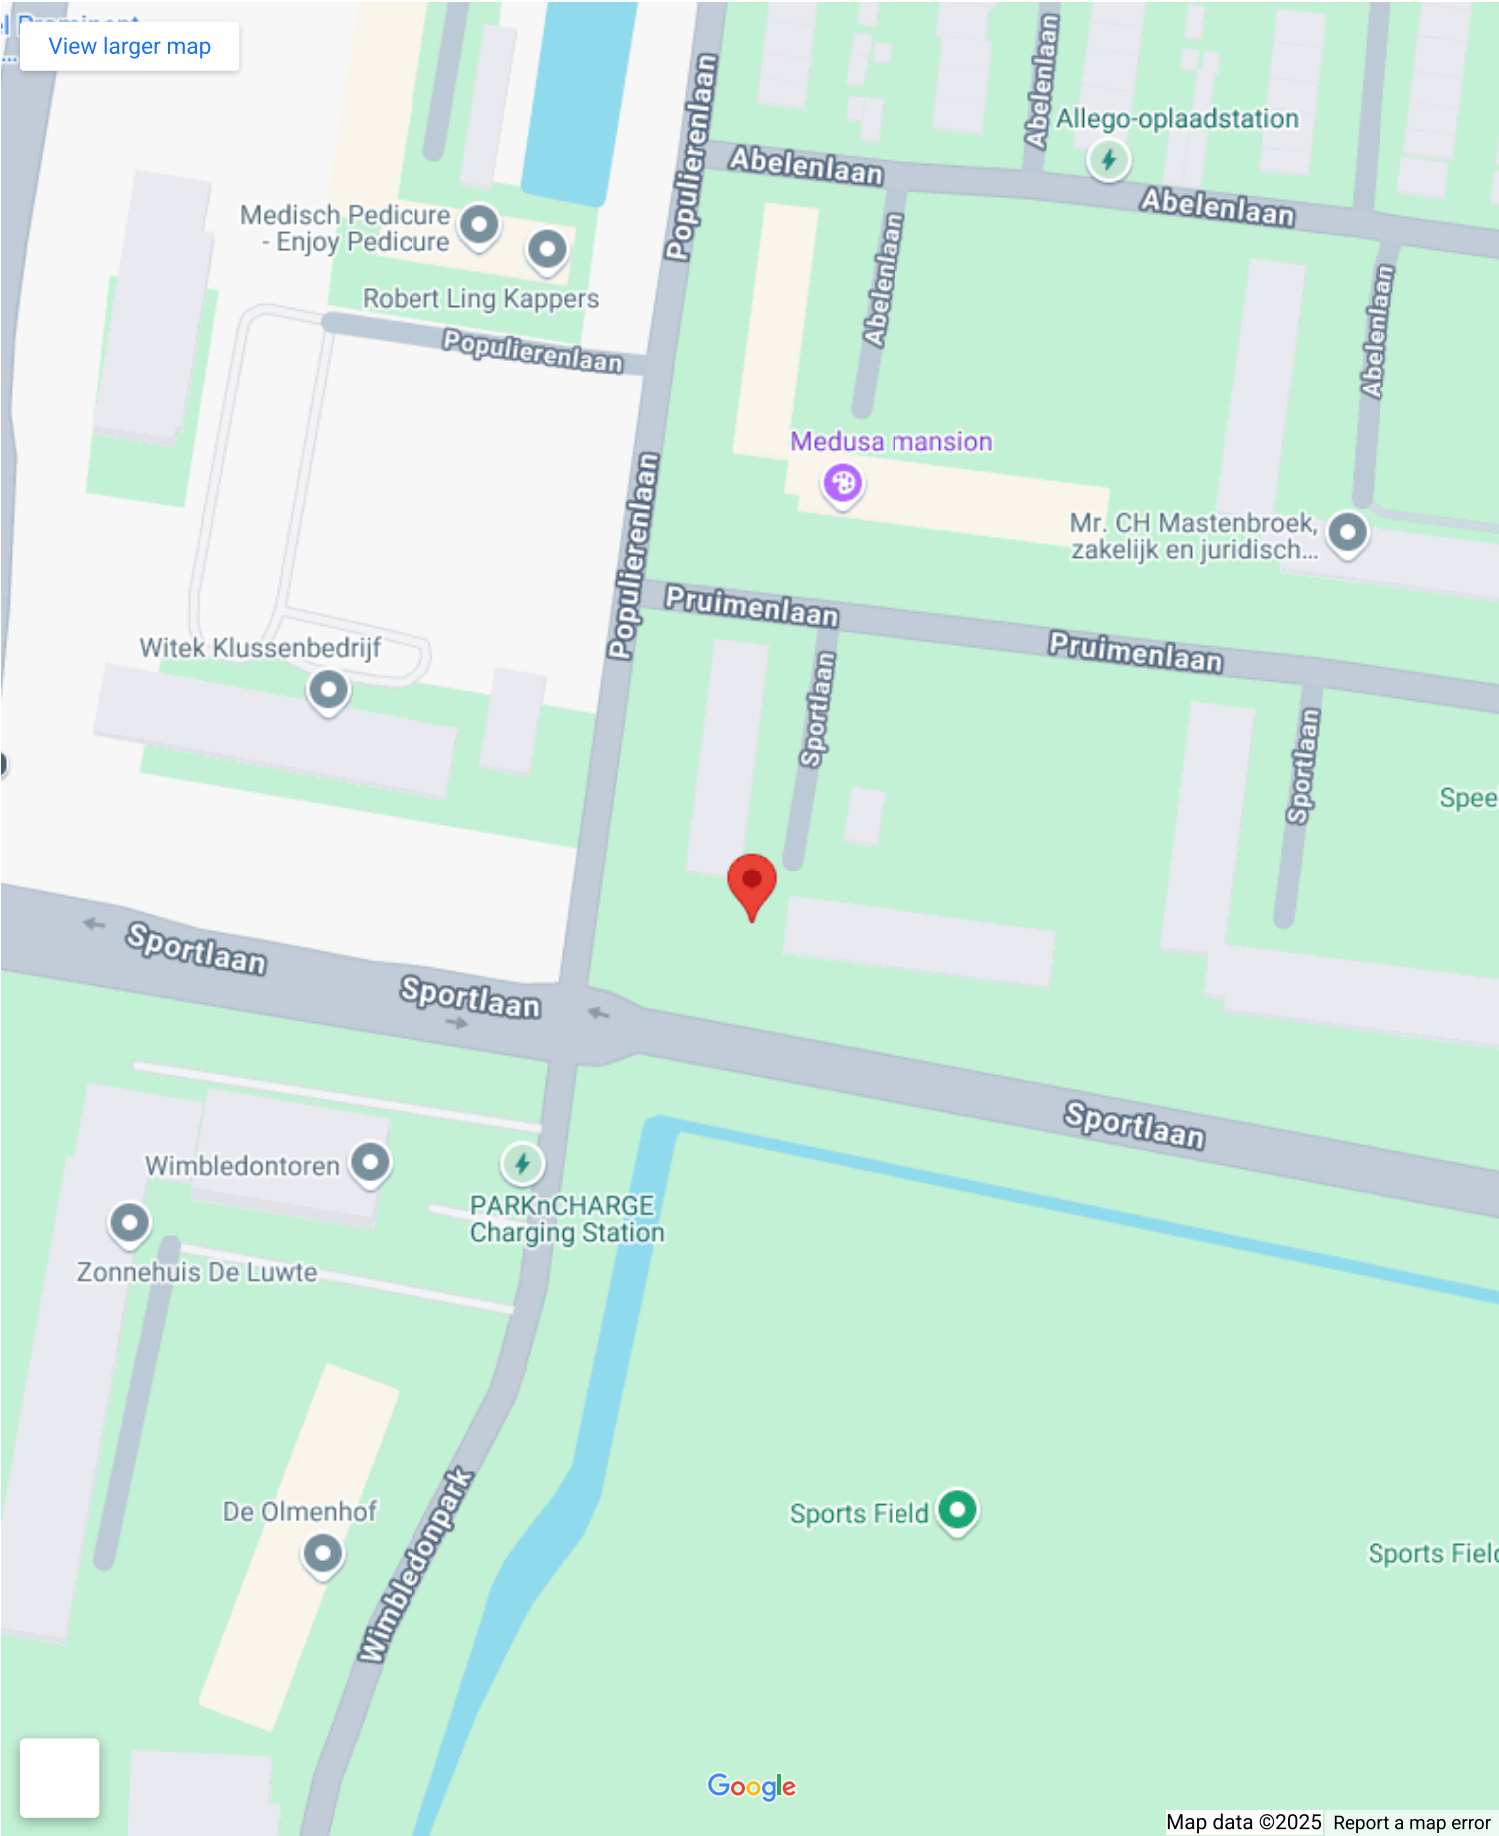 View larger map
Populierenlaan
Abelenlaan
Allego-oplaadstation
Abelenlaan
Abelenlaan
Medisch Pedicure
- Enjoy Pedicure
Robert Ling Kappers
Abelenlaan
Abelenlaan
Populierenlaan
Medusa mansion
Populierenlaan
Mr. CH Mastenbroek,
zakelijk en juridisch...
Pruimenlaan
Pruimenlaan
Witek Klussenbedrijf
Sportlaan
Sportlaan
Spee
Sportlaan
Sportlaan
Sportlaan
Wimbledontoren
PARKnCHARGE
Charging Station
Zonnehuis De Luwte
De Olmenhof
Wimbledonpark
Sports Field
Sports Field
Google
Map data ©2025
Report a map error